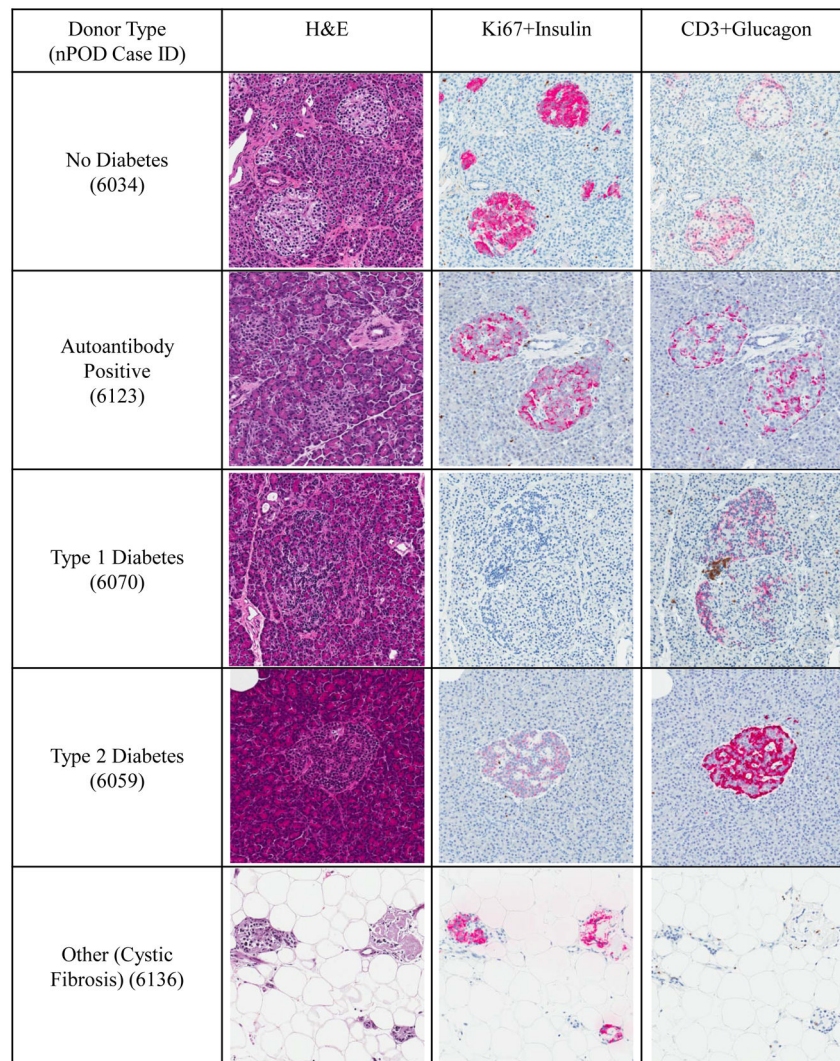 Donor Type
(nPOD Case ID)
H&E
Ki67+Insulin
CD3+Glucagon
No Diabetes
(6034)
Autoantibody
Positive
(6123)
Type 1 Diabetes
(6070)
Type 2 Diabetes
(6059)
Other (Cystic
Fibrosis) (6136)